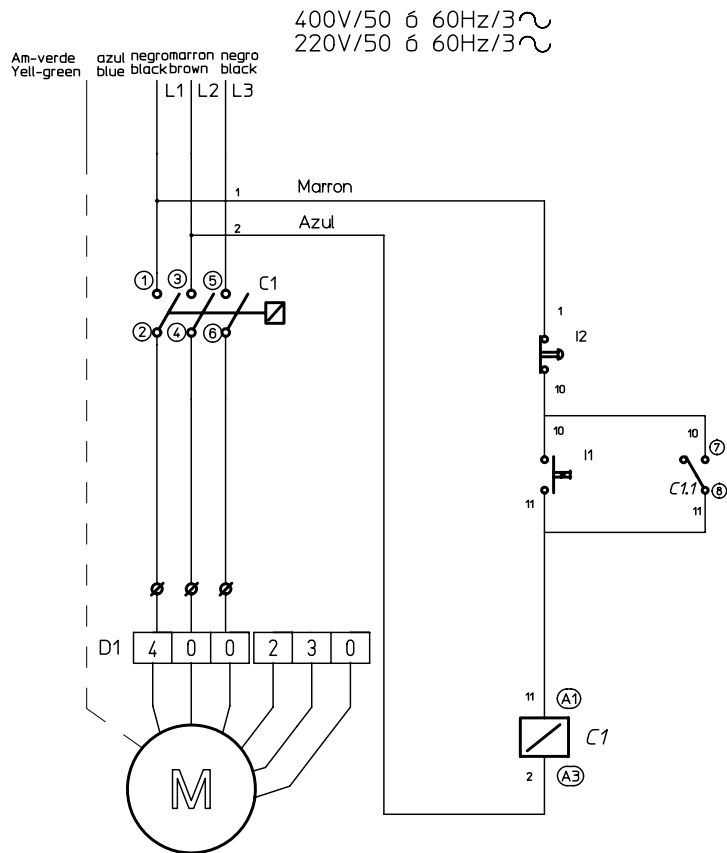 400V/50 ó 60Hz/3
220V/50 ó 60Hz/3
Am-verde azul negro marron negro
Yell-green blue black brown black
L1 L2 L3
1 Marron
2 Azul
1 3 5 C1
2 4 6
1
I2
10
10 10 7
I1
C1.1 8
11 11
D1 4 0 0 2 3 0
11 A1
C1
2 A3
M